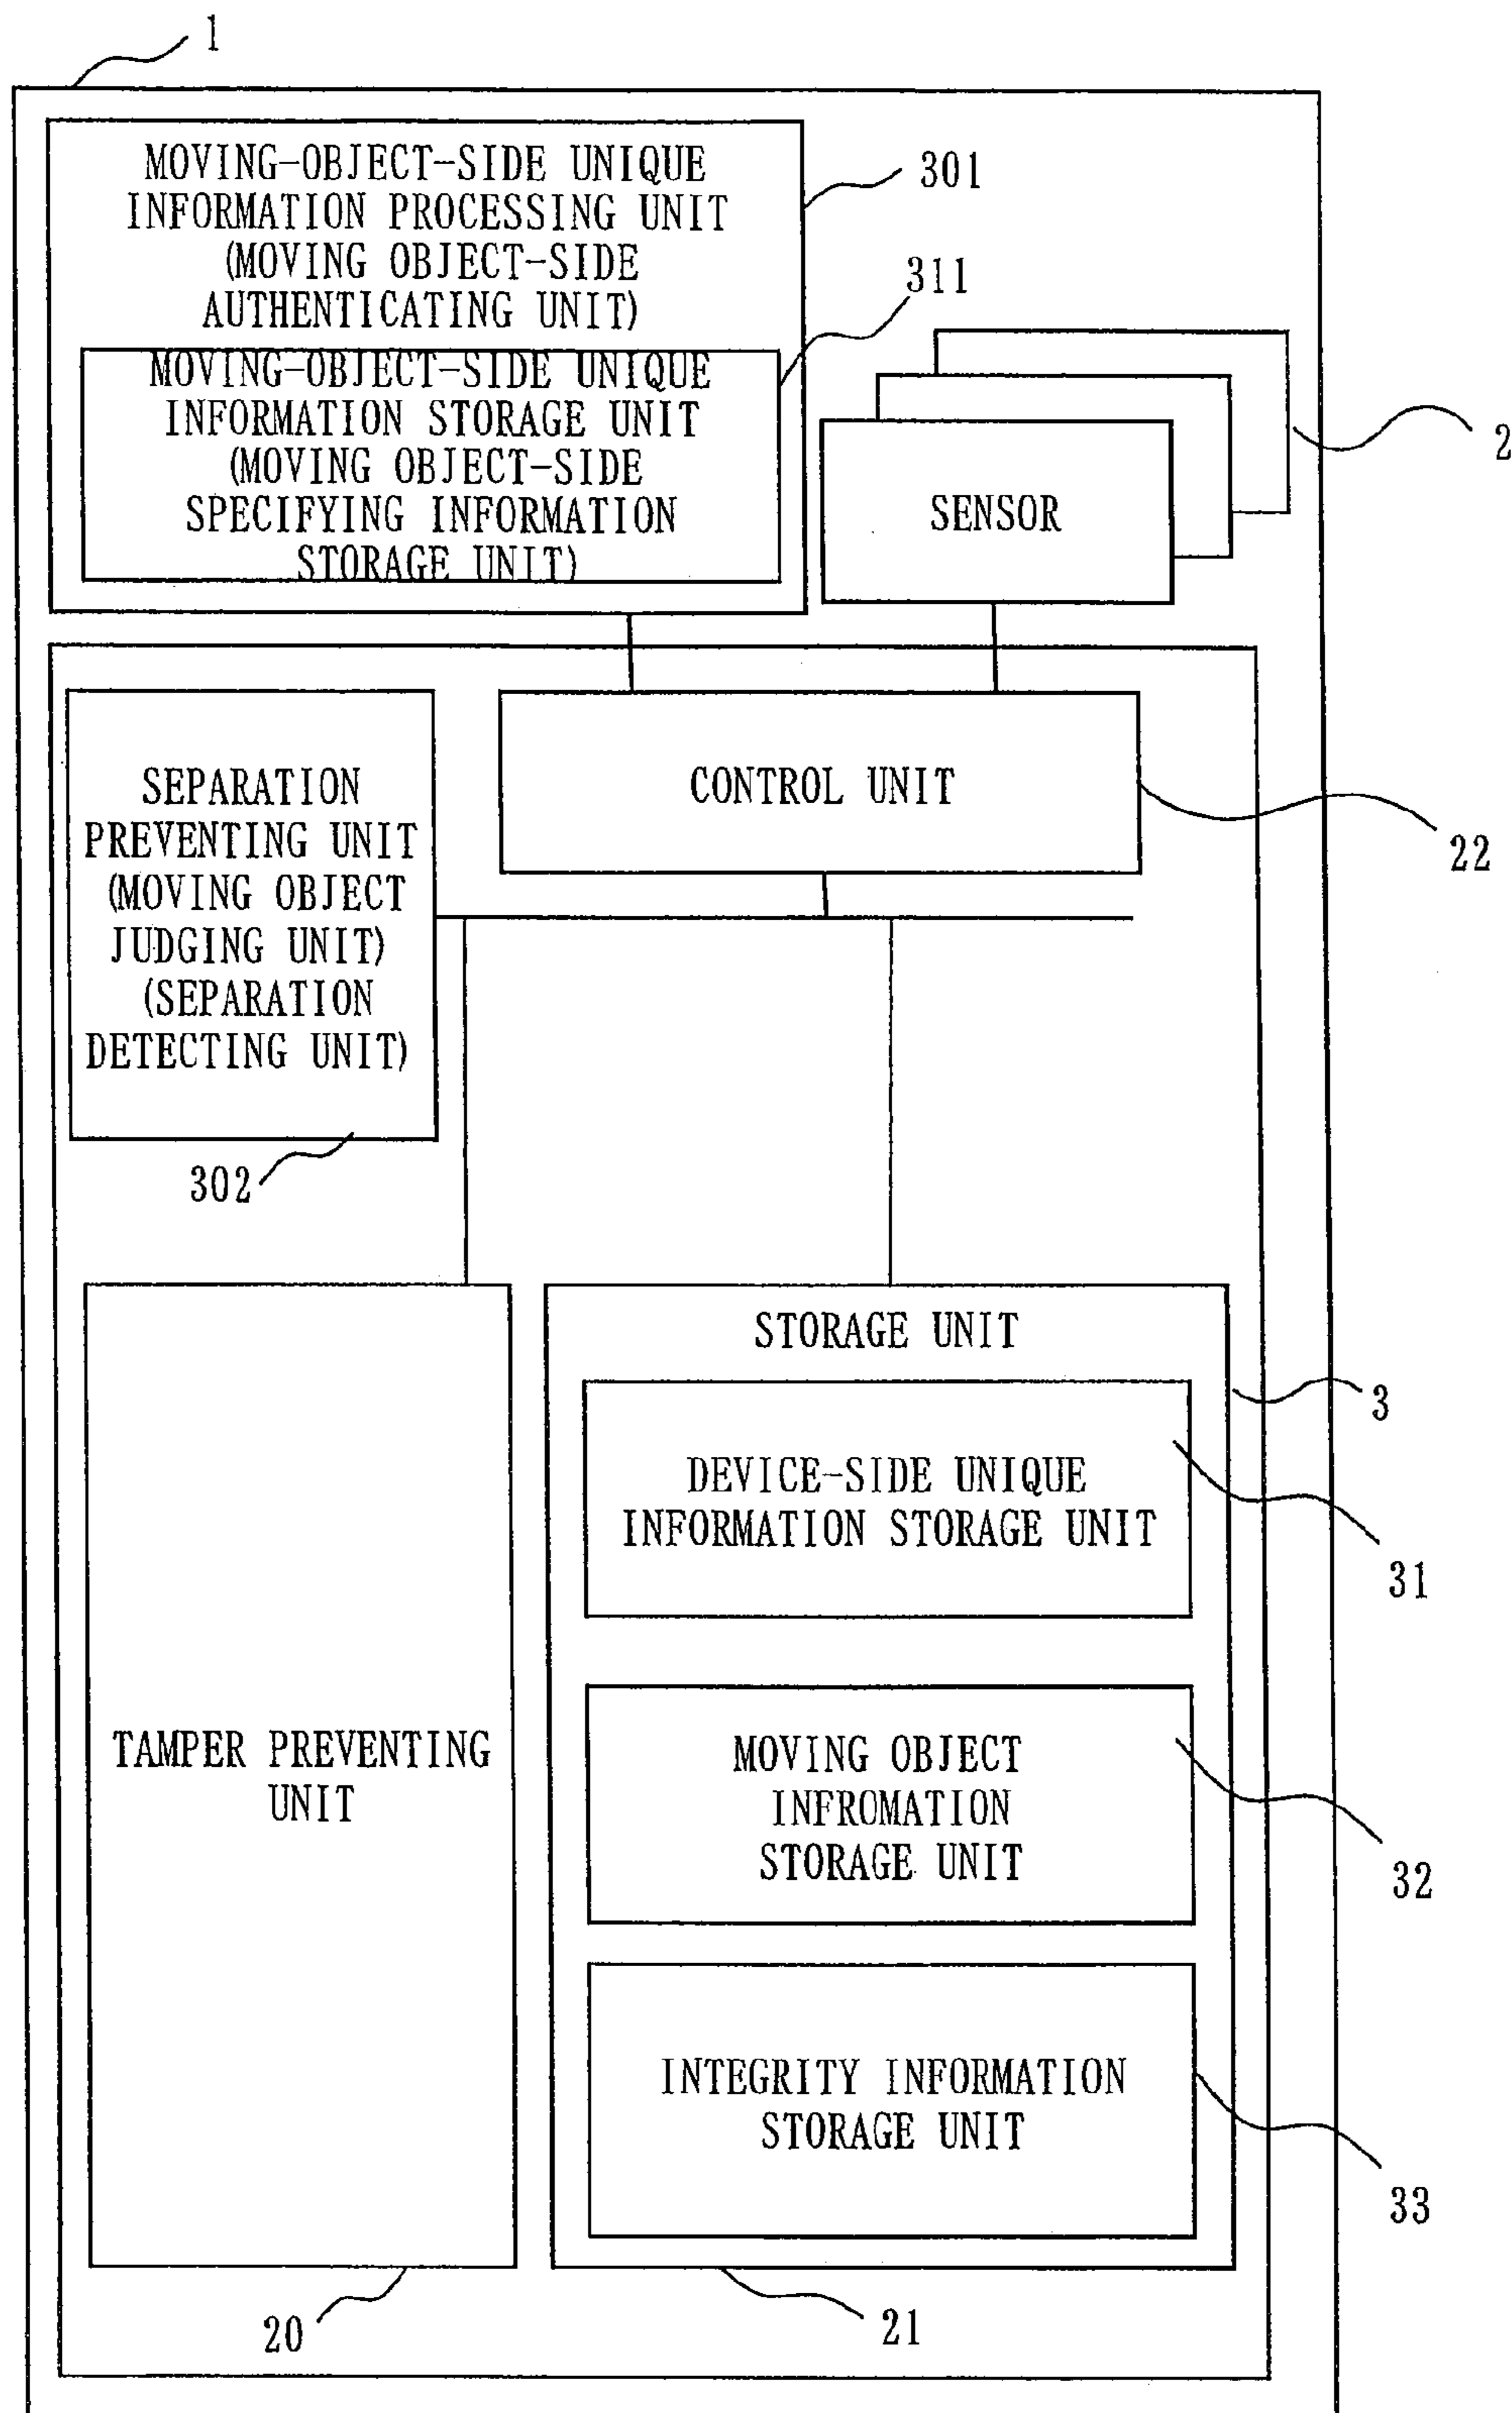 1
MOVING-OBJECT-SIDE UNIQUE
INFORMATION PROCESSING UNIT
(MOVING OBJECT-SIDE
AUTHENTICATING UNIT)
301
311
MOVING-OBJECT-SIDE UNIQUE
INFORMATION STORAGE UNIT
(MOVING OBJECT-SIDE
SPECIFYING INFORMATION
STORAGE UNIT)
SENSOR
2
CONTROL UNIT
22
SEPARATION
PREVENTING UNIT
(MOVING OBJECT
JUDGING UNIT)
(SEPARATION
DETECTING UNIT)
302
STORAGE UNIT
3
DEVICE-SIDE UNIQUE
INFORMATION STORAGE UNIT
31
TAMPER PREVENTING
UNIT
MOVING OBJECT
INFROMATION
STORAGE UNIT
32
INTEGRITY INFORMATION
STORAGE UNIT
33
20
21